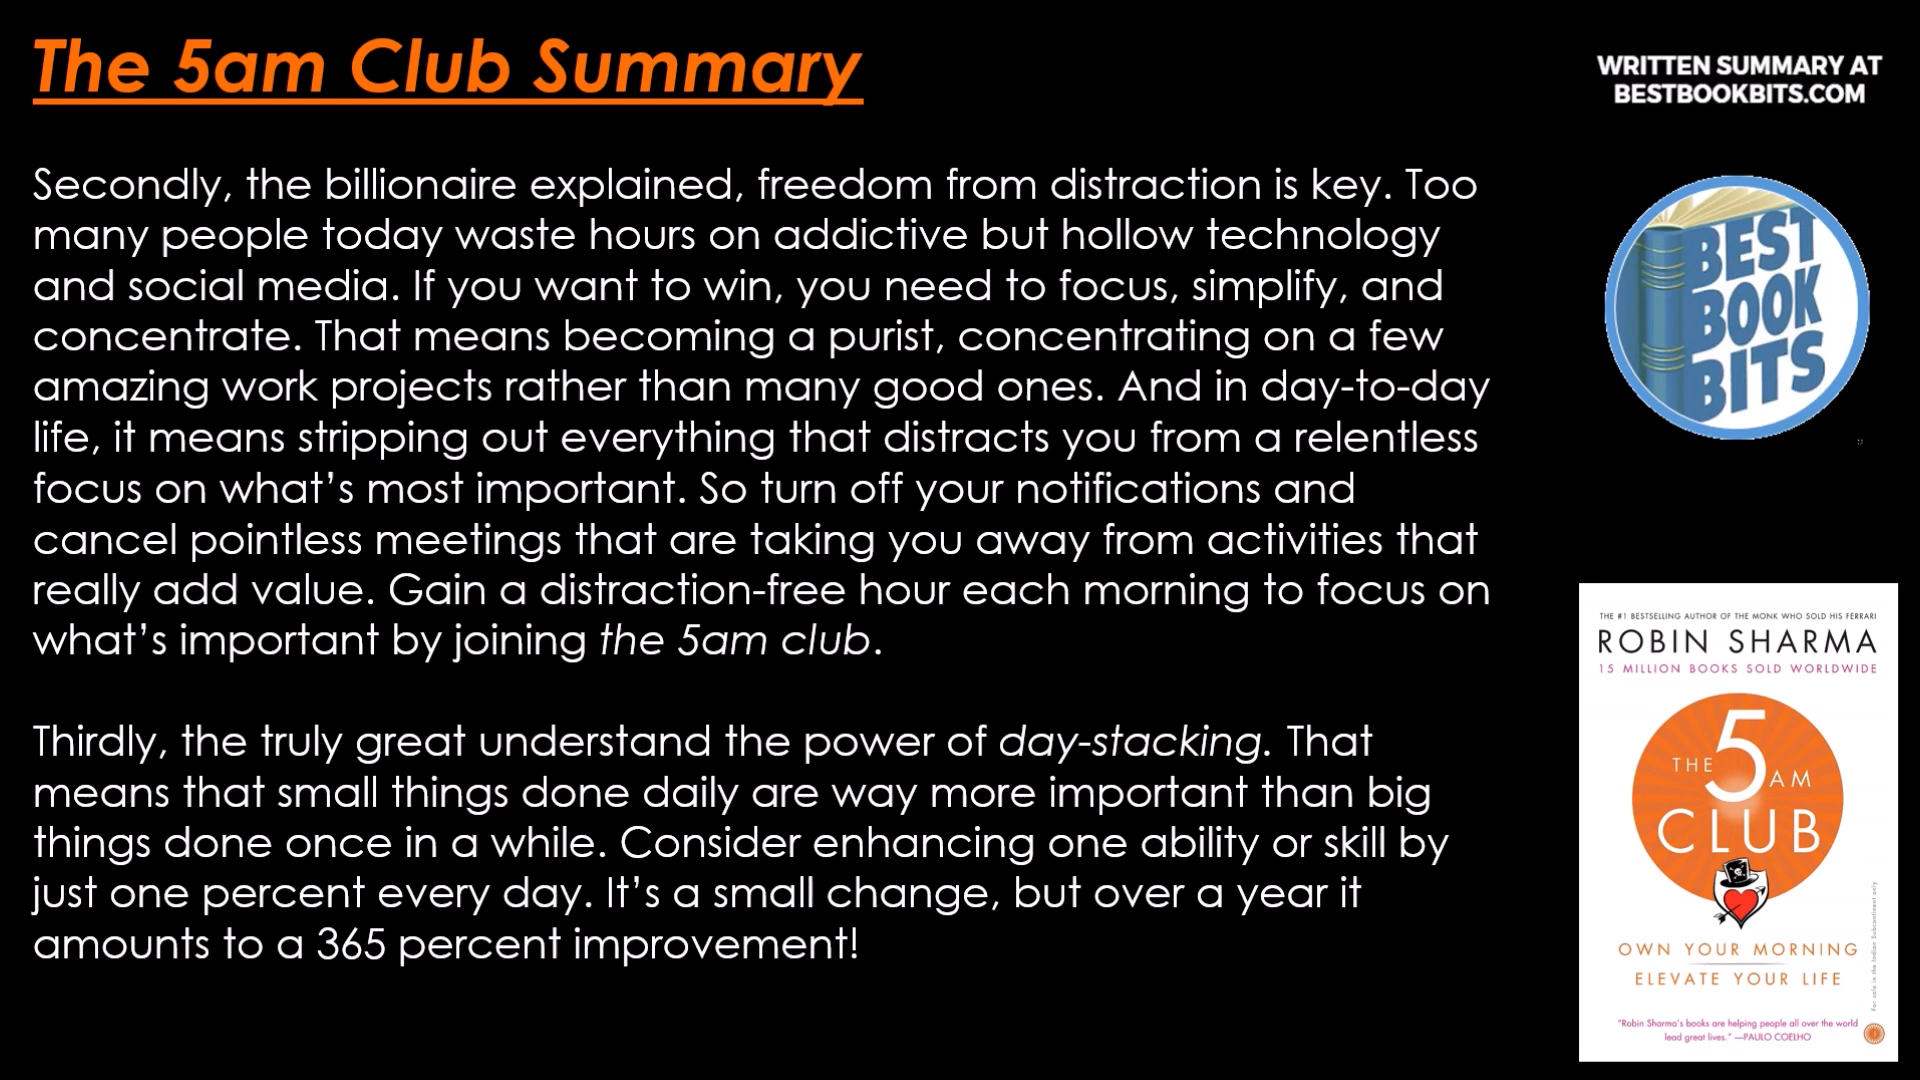 The 5am Club Summary
WRITTEN SUMMARY AT
BESTBOOKBITS.COM
Secondly, the billionaire explained, freedom from distraction is key. Too
many people today waste hours on addictive but hollow technology
and social media. If you want to win, you need to focus, simplify, and
concentrate. That means becoming a purist, concentrating on a few
amazing work projects rather than many good ones. And in day-to-day
life, it means stripping out everything that distracts you from a relentless
focus on what’s most important. So turn off your notifications and
cancel pointless meetings that are taking you away from activities that
really add value. Gain a distraction-free hour each morning to focus on
what’s important by joining the 5am club.
Thirdly, the truly great understand the power of day-stacking. That
means that small things done daily are way more important than big
things done once in a while. Consider enhancing one ability or skill by
just one percent every day. It’s a small change, but over a year it
amounts to a 365 percent improvement!
BEST
BOOK
BITS
THE #1 BESTSELLING AUTHOR OF THE MONK WHO SOLD HIS FERRARI
ROBIN SHARMA
15 MILLION BOOKS SOLD WORLDWIDE
THE 5 AM
CLUB
OWN YOUR MORNING
ELEVATE YOUR LIFE
For sale in the Indian Subcontinent only
"Robin Sharma's books are helping people all over the world
lead great lives." —PAULO COELHO